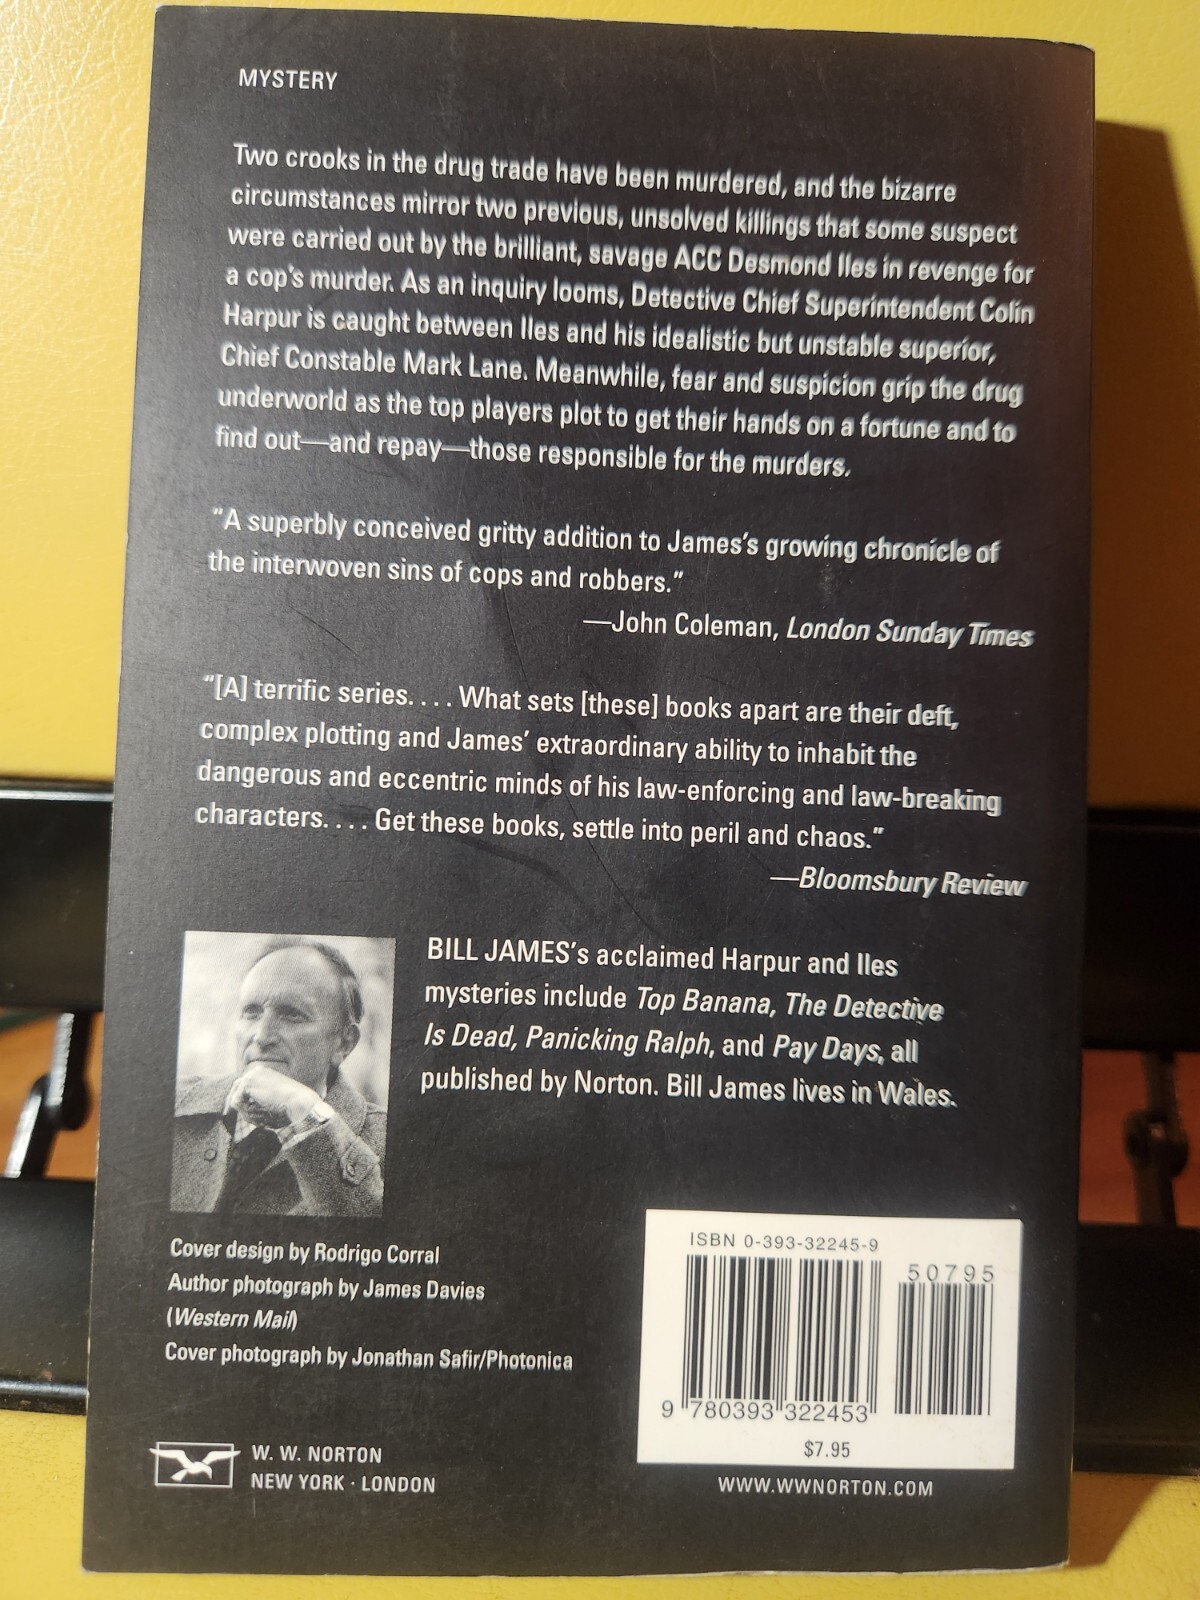 MYSTERY
Two crooks in the drug trade have been murdered, and the bizarre
circumstances mirror two previous, unsolved killings that some suspect
were carried out by the brilliant, savage ACC Desmond Iles in revenge for
a cop's murder. As an inquiry looms, Detective Chief Superintendent Colin
Harpur is caught between Iles and his idealistic but unstable superior,
Chief Constable Mark Lane. Meanwhile, fear and suspicion grip the drug
underworld as the top players plot to get their hands on a fortune and to
find out—and repay—those responsible for the murders.
"A superbly conceived gritty addition to James's growing chronicle of
the interwoven sins of cops and robbers."
—John Coleman, London Sunday Times
"[A] terrific series. . . . What sets [these] books apart are their deft,
complex plotting and James' extraordinary ability to inhabit the
dangerous and eccentric minds of his law-enforcing and law-breaking
characters. . . . Get these books, settle into peril and chaos."
—Bloomsbury Review
BILL JAMES's acclaimed Harpur and Iles
mysteries include Top Banana, The Detective
Is Dead, Panicking Ralph, and Pay Days, all
published by Norton. Bill James lives in Wales.
Cover design by Rodrigo Corral
Author photograph by James Davies
(Western Mail)
Cover photograph by Jonathan Safir/Photonica
W. W. NORTON
NEW YORK · LONDON
ISBN 0-393-32245-9
50795
9 780393 322453
$7.95
WWW.WWNORTON.COM